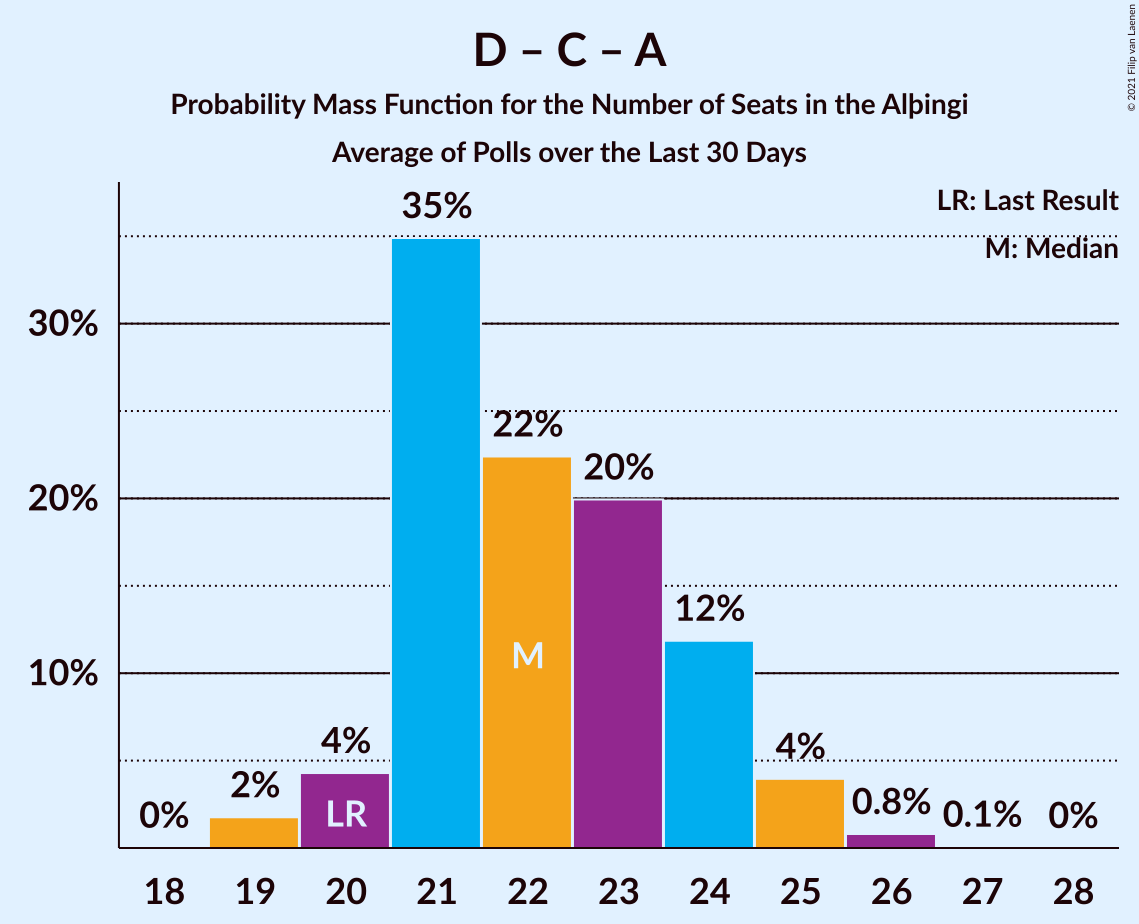 D – C – A
Probability Mass Function for the Number of Seats in the Alþingi
Average of Polls over the Last 30 Days
© 2021 Filip van Laenen
LR: Last Result
M: Median
30%
20%
10%
0%
2%
4%
35%
22%
20%
12%
4%
0.8%
0.1%
0%
LR
M
18 19 20 21 22 23 24 25 26 27 28